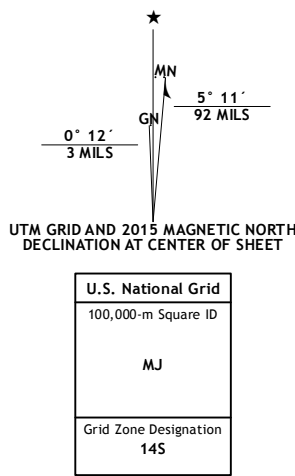 ★
MN
GN
5° 11´
92 MILS
0° 12´
3 MILS
UTM GRID AND 2015 MAGNETIC NORTH
DECLINATION AT CENTER OF SHEET
U.S. National Grid
100,000-m Square ID
MJ
Grid Zone Designation
14S